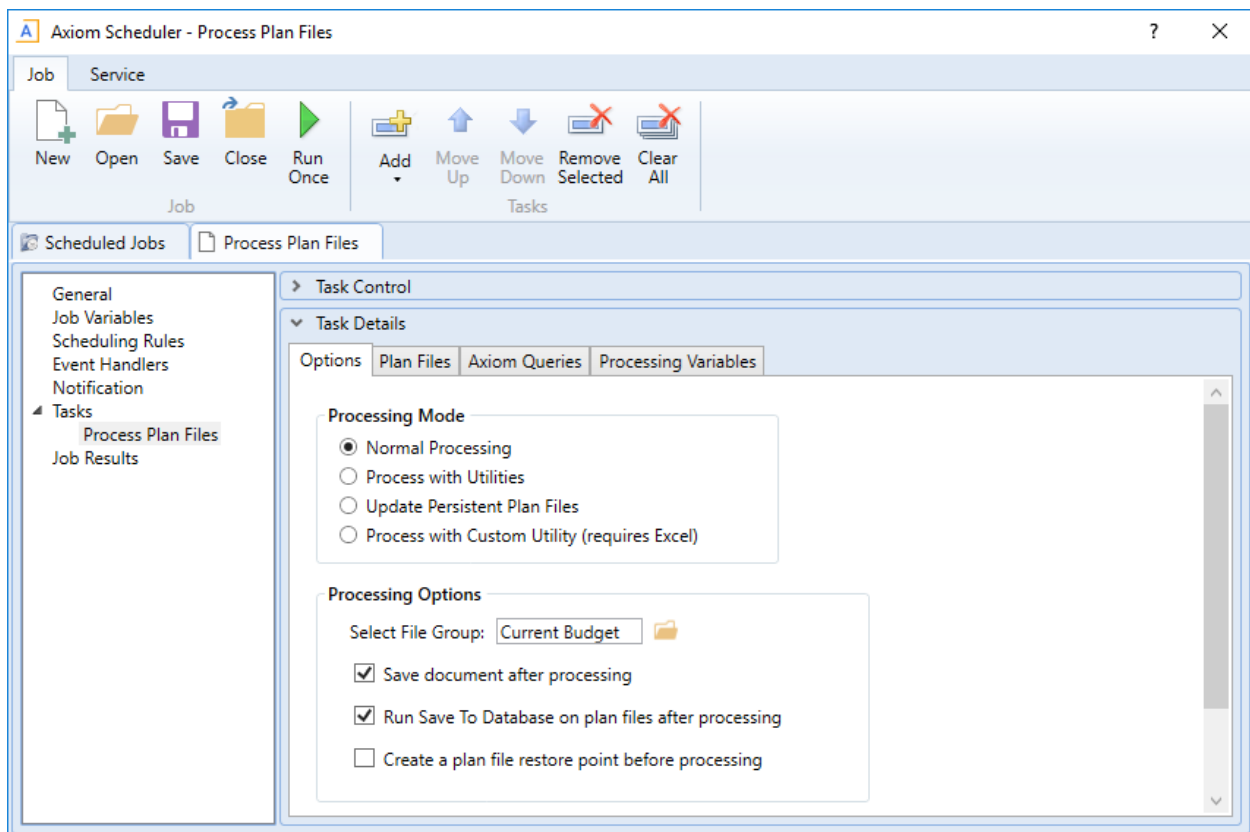 A Axiom Scheduler - Process Plan Files ?
Job Service
New Open Save Close Run Once Add Move Up Move Down Remove Selected Clear All
Job Tasks
Scheduled Jobs Process Plan Files
General
Job Variables
Scheduling Rules
Event Handlers
Notification
Tasks
Process Plan Files
Job Results
Task Control
Task Details
Options Plan Files Axiom Queries Processing Variables
Processing Mode
Normal Processing
Process with Utilities
Update Persistent Plan Files
Process with Custom Utility (requires Excel)
Processing Options
Select File Group: Current Budget
Save document after processing
Run Save To Database on plan files after processing
Create a plan file restore point before processing